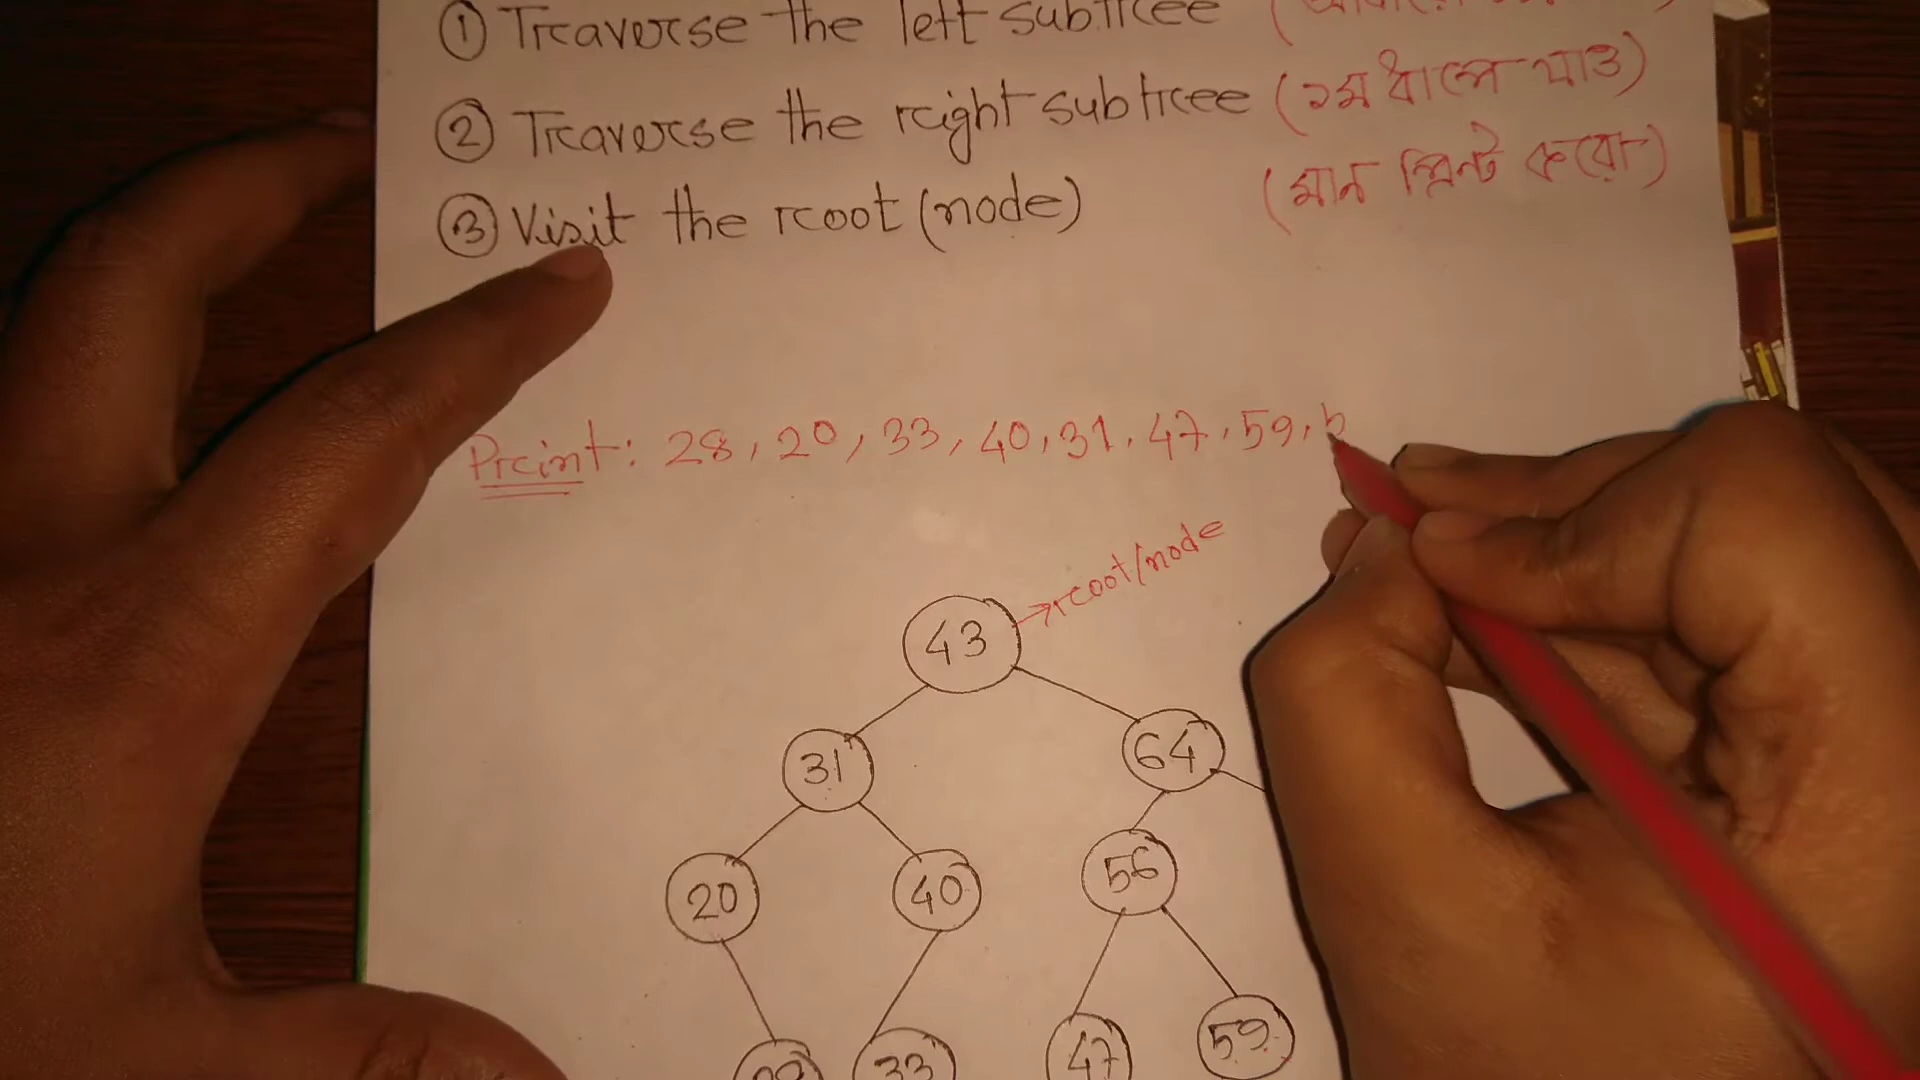 ① Traverse the left subtree (
② Traverse the right subtree (১ম ধাপে যাও)
③ Visit the root (node) (মান প্রিন্ট করো)
Print: 28, 20, 33, 40, 31, 47, 59,
root/node
43
31 64
20 40 56
33 47 59